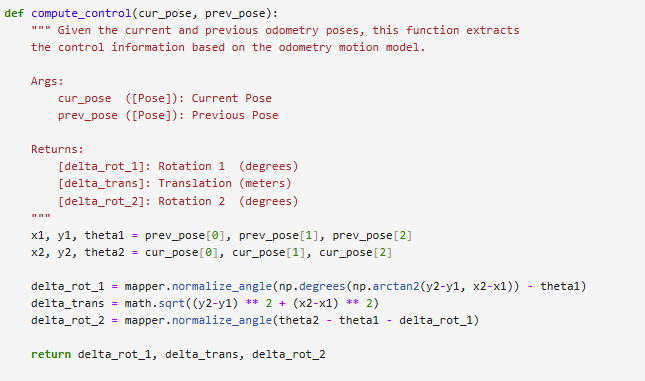 def compute_control(cur_pose, prev_pose):
    """ Given the current and previous odometry poses, this function extracts
    the control information based on the odometry motion model.

    Args:
        cur_pose  ([Pose]): Current Pose
        prev_pose ([Pose]): Previous Pose

    Returns:
        [delta_rot_1]: Rotation 1  (degrees)
        [delta_trans]: Translation (meters)
        [delta_rot_2]: Rotation 2  (degrees)
    """
    x1, y1, theta1 = prev_pose[0], prev_pose[1], prev_pose[2]
    x2, y2, theta2 = cur_pose[0], cur_pose[1], cur_pose[2]

    delta_rot_1 = mapper.normalize_angle(np.degrees(np.arctan2(y2-y1, x2-x1)) - theta1)
    delta_trans = math.sqrt((y2-y1) ** 2 + (x2-x1) ** 2)
    delta_rot_2 = mapper.normalize_angle(theta2 - theta1 - delta_rot_1)

    return delta_rot_1, delta_trans, delta_rot_2